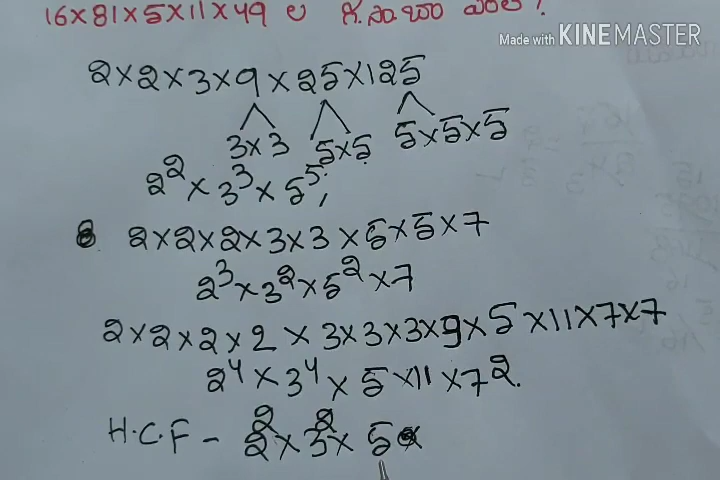 16×81×5×11×49 ల గ.సా.భా ఎంత?
Made with KINEMASTER
2×2×3×9×25×125
3×3 5×5 5×5×5
2²×3³×5⁵,
2×2×2×3×3×5×5×7
2³×3²×5²×7
2×2×2×2×3×3×3×9×5×11×7×7
2⁴×3⁴×5×11×7².
H.C.F - 2²×3²×5